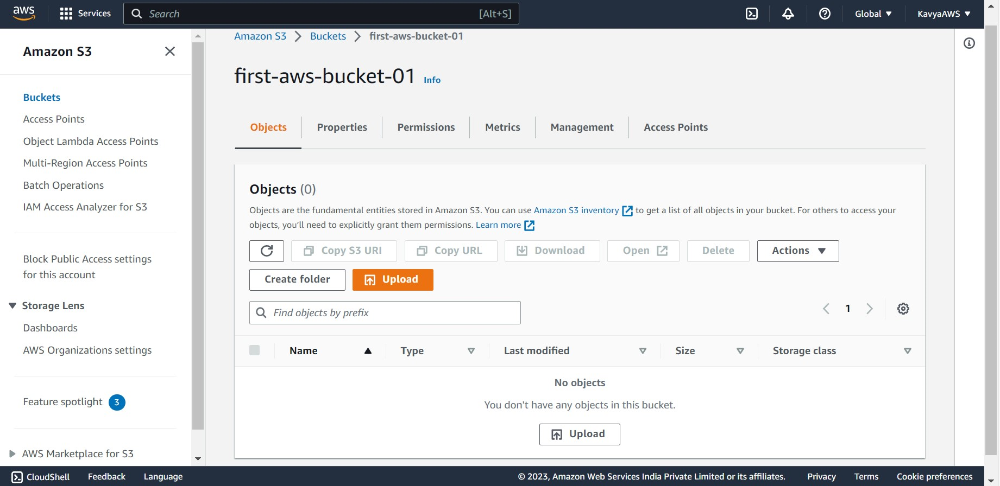 aws
Services
Search [Alt+S]
Global
KavyaAWS
Amazon S3
Buckets
Access Points
Object Lambda Access Points
Multi-Region Access Points
Batch Operations
IAM Access Analyzer for S3
Block Public Access settings
for this account
Storage Lens
Dashboards
AWS Organizations settings
Feature spotlight 3
AWS Marketplace for S3
Amazon S3 > Buckets > first-aws-bucket-01
first-aws-bucket-01 Info
Objects Properties Permissions Metrics Management Access Points
Objects (0)
Objects are the fundamental entities stored in Amazon S3. You can use Amazon S3 inventory to get a list of all objects in your bucket. For others to access your
objects, you’ll need to explicitly grant them permissions. Learn more
Copy S3 URI Copy URL Download Open Delete Actions
Create folder Upload
Find objects by prefix
1
Name Type Last modified Size Storage class
No objects
You don't have any objects in this bucket.
Upload
CloudShell Feedback Language © 2023, Amazon Web Services India Private Limited or its affiliates. Privacy Terms Cookie preferences